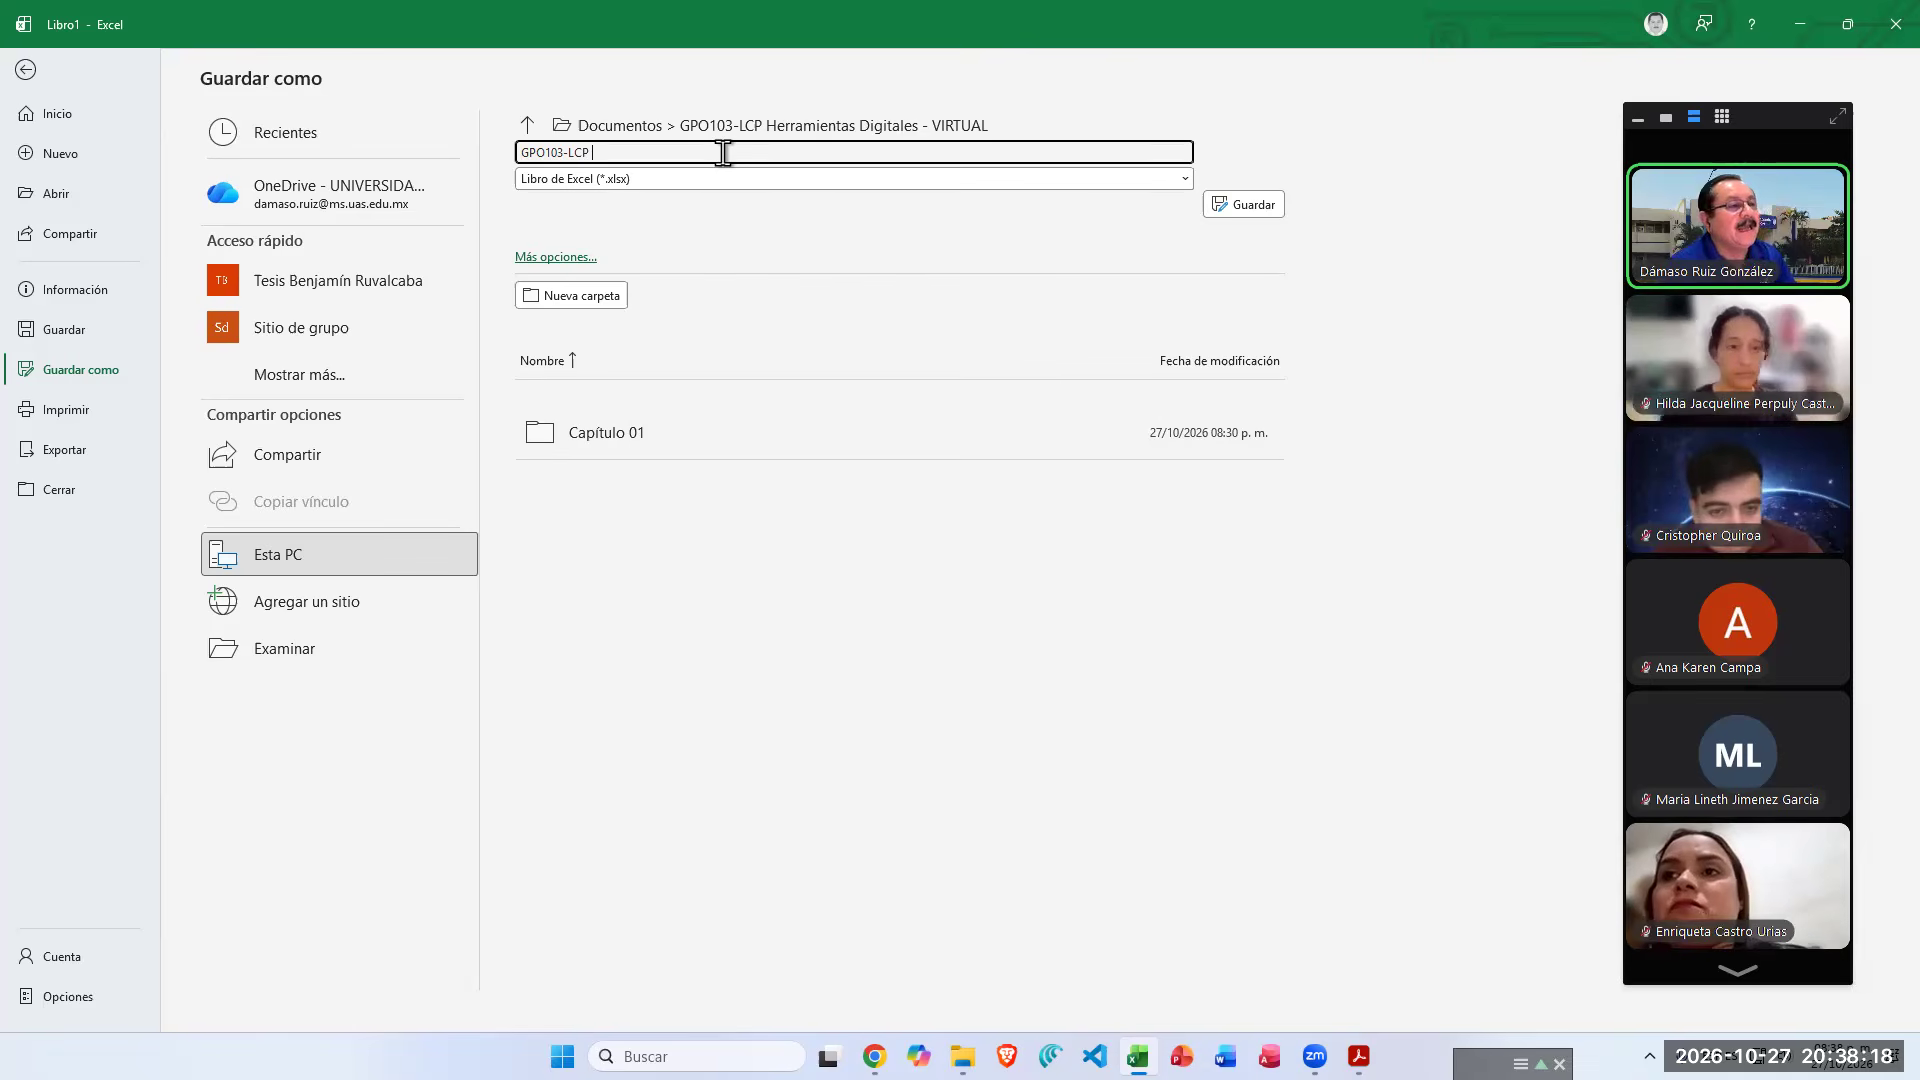 Libro1 - Excel
Guardar como
Inicio
Nuevo
Abrir
Compartir
Información
Guardar
Guardar como
Imprimir
Exportar
Cerrar
Cuenta
Opciones
Recientes
OneDrive - UNIVERSIDA...
damaso.ruiz@ms.uas.edu.mx
Acceso rápido
TB Tesis Benjamín Ruvalcaba
Sd Sitio de grupo
Mostrar más...
Compartir opciones
Compartir
Copiar vínculo
Esta PC
Agregar un sitio
Examinar
Documentos > GPO103-LCP Herramientas Digitales - VIRTUAL
GPO103-LCP
Libro de Excel (*.xlsx)
Guardar
Más opciones...
Nueva carpeta
Nombre ↑ Fecha de modificación
Capítulo 01 27/10/2026 08:30 p. m.
Dámaso Ruiz González
Hilda Jacqueline Perpuly Cast...
Cristopher Quiroa
A
Ana Karen Campa
ML
Maria Lineth Jimenez Garcia
Enriqueta Castro Urias
Buscar
zm
2026-10-27 20:38:18